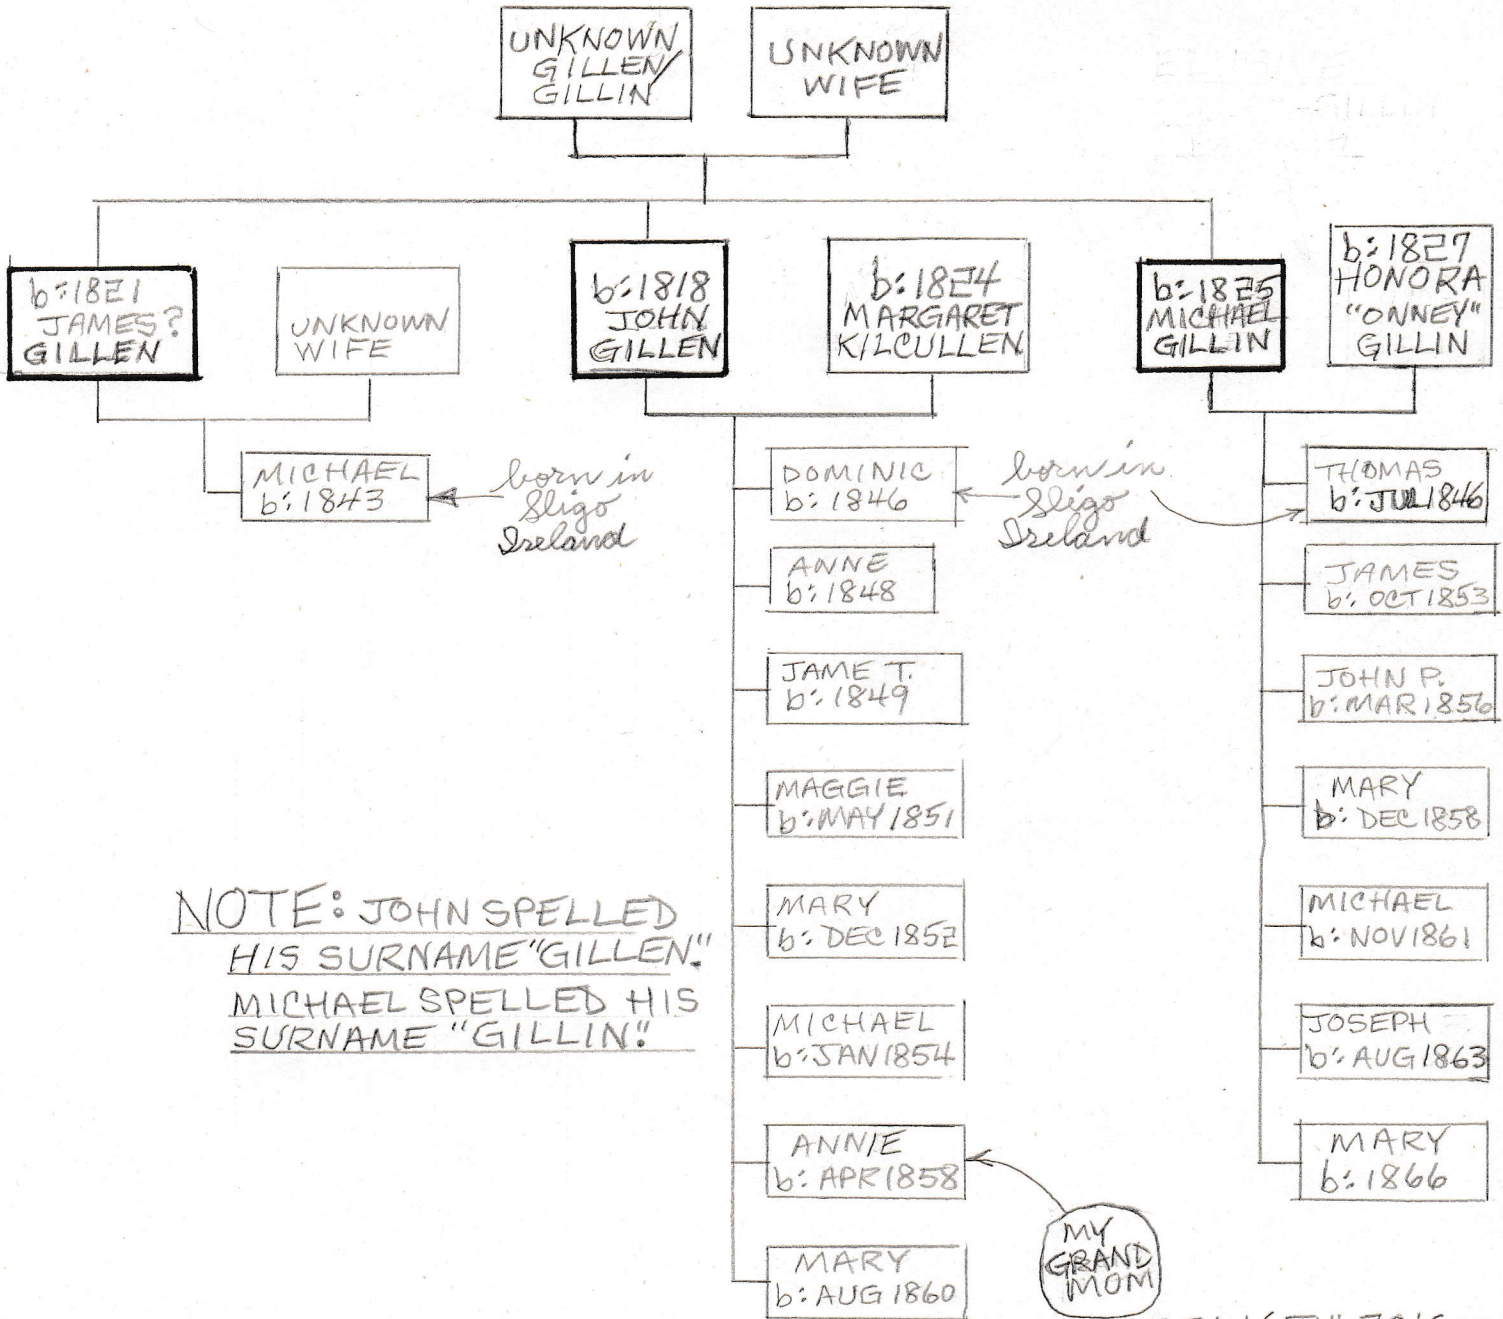 UNKNOWN
GILLEN/
GILLIN
UNKNOWN
WIFE
b: 1821
JAMES?
GILLEN
UNKNOWN
WIFE
b: 1818
JOHN
GILLEN
b: 1824
MARGARET
KILCULLEN
b: 1825
MICHAEL
GILLIN
b: 1827
HONORA
"ONNEY"
GILLIN
MICHAEL
b: 1843
born in
Sligo
Ireland
DOMINIC
b: 1846
born in
Sligo
Ireland
THOMAS
b: JUL 1846
ANNE
b: 1848
JAMES
b: OCT 1853
JAME T.
b: 1849
JOHN P.
b: MAR 1856
MAGGIE
b: MAY 1851
MARY
b: DEC 1858
NOTE: JOHN SPELLED
HIS SURNAME "GILLEN."
MICHAEL SPELLED HIS
SURNAME "GILLIN."
MARY
b: DEC 1852
MICHAEL
b: NOV 1861
MICHAEL
b: JAN 1854
JOSEPH
b: AUG 1863
ANNIE
b: APR 1858
MARY
b: 1866
MY
GRAND
MOM
MARY
b: AUG 1860